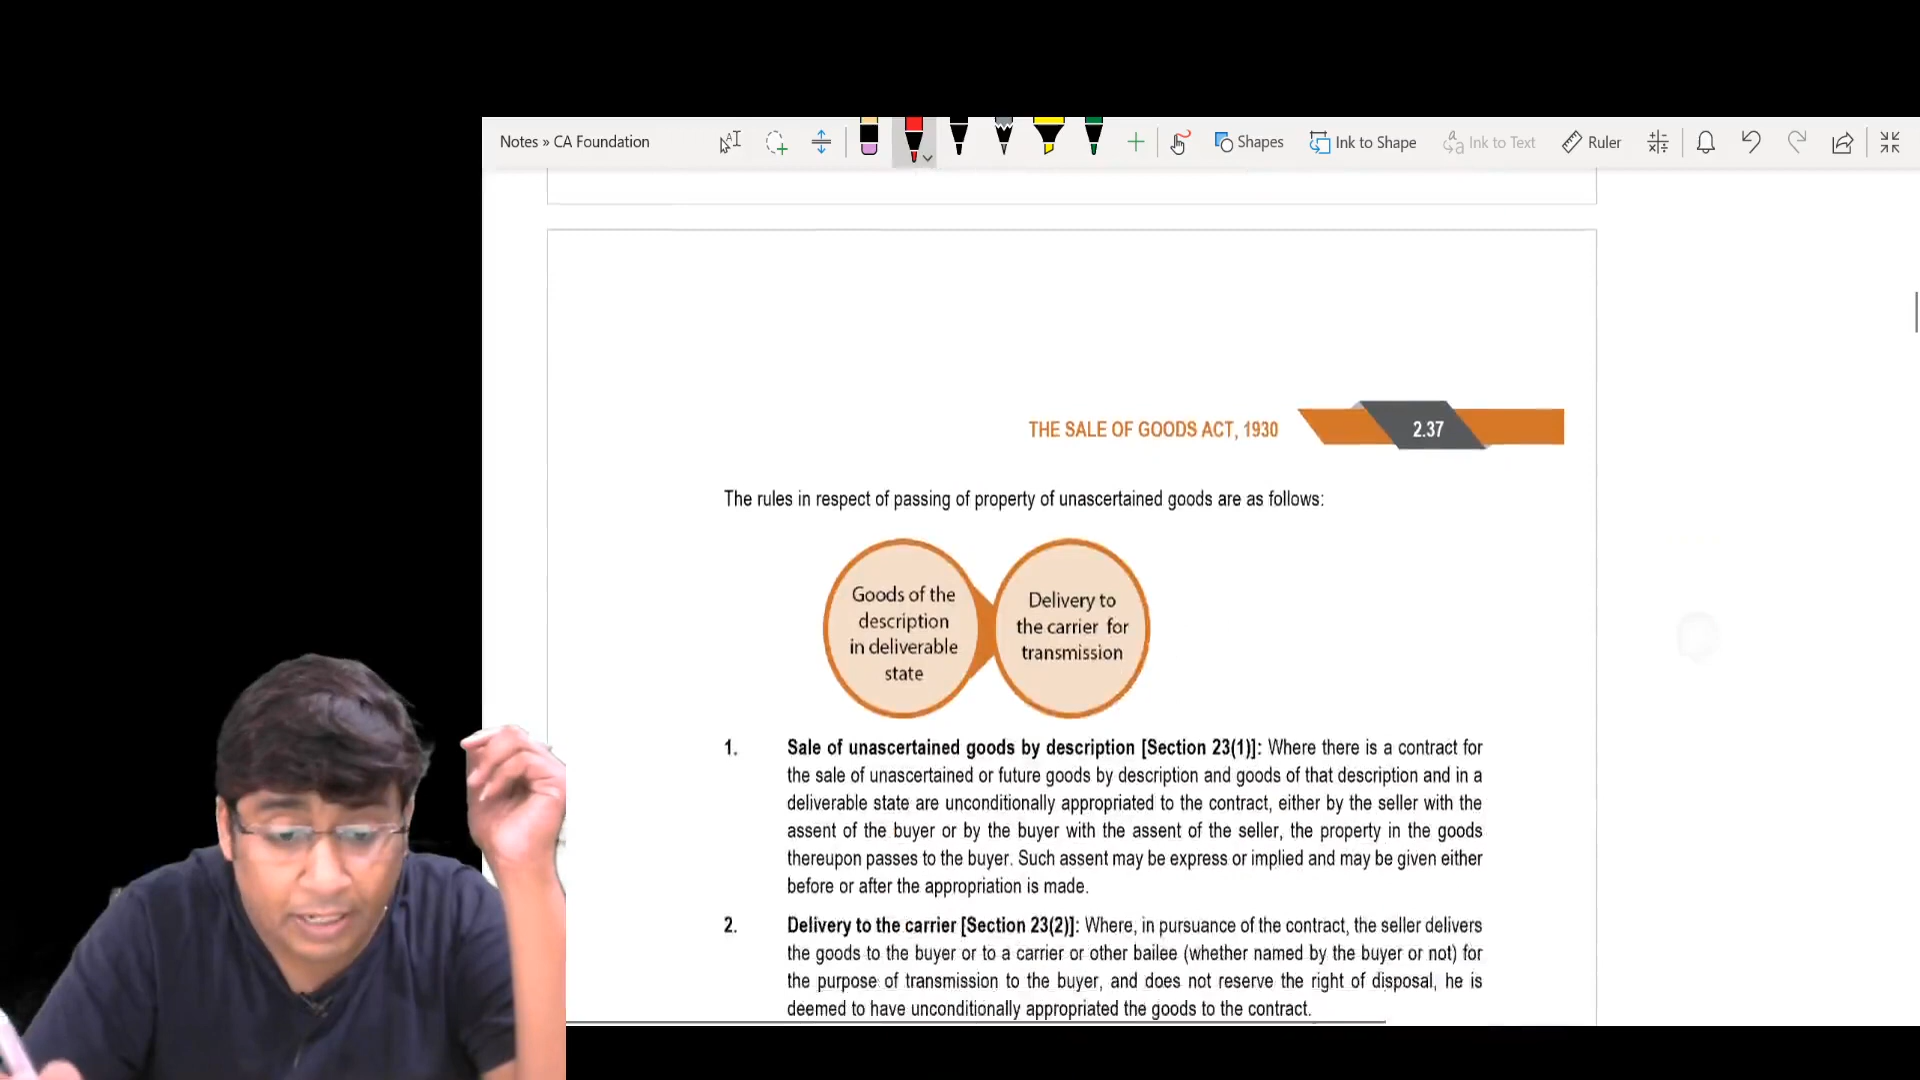 Notes » CA Foundation
Shapes
Ink to Shape
Ink to Text
Ruler
THE SALE OF GOODS ACT, 1930
2.37
The rules in respect of passing of property of unascertained goods are as follows:
Goods of the
description
in deliverable
state
Delivery to
the carrier for
transmission
1. Sale of unascertained goods by description [Section 23(1)]: Where there is a contract for
the sale of unascertained or future goods by description and goods of that description and in a
deliverable state are unconditionally appropriated to the contract, either by the seller with the
assent of the buyer or by the buyer with the assent of the seller, the property in the goods
thereupon passes to the buyer. Such assent may be express or implied and may be given either
before or after the appropriation is made.
2. Delivery to the carrier [Section 23(2)]: Where, in pursuance of the contract, the seller delivers
the goods to the buyer or to a carrier or other bailee (whether named by the buyer or not) for
the purpose of transmission to the buyer, and does not reserve the right of disposal, he is
deemed to have unconditionally appropriated the goods to the contract.